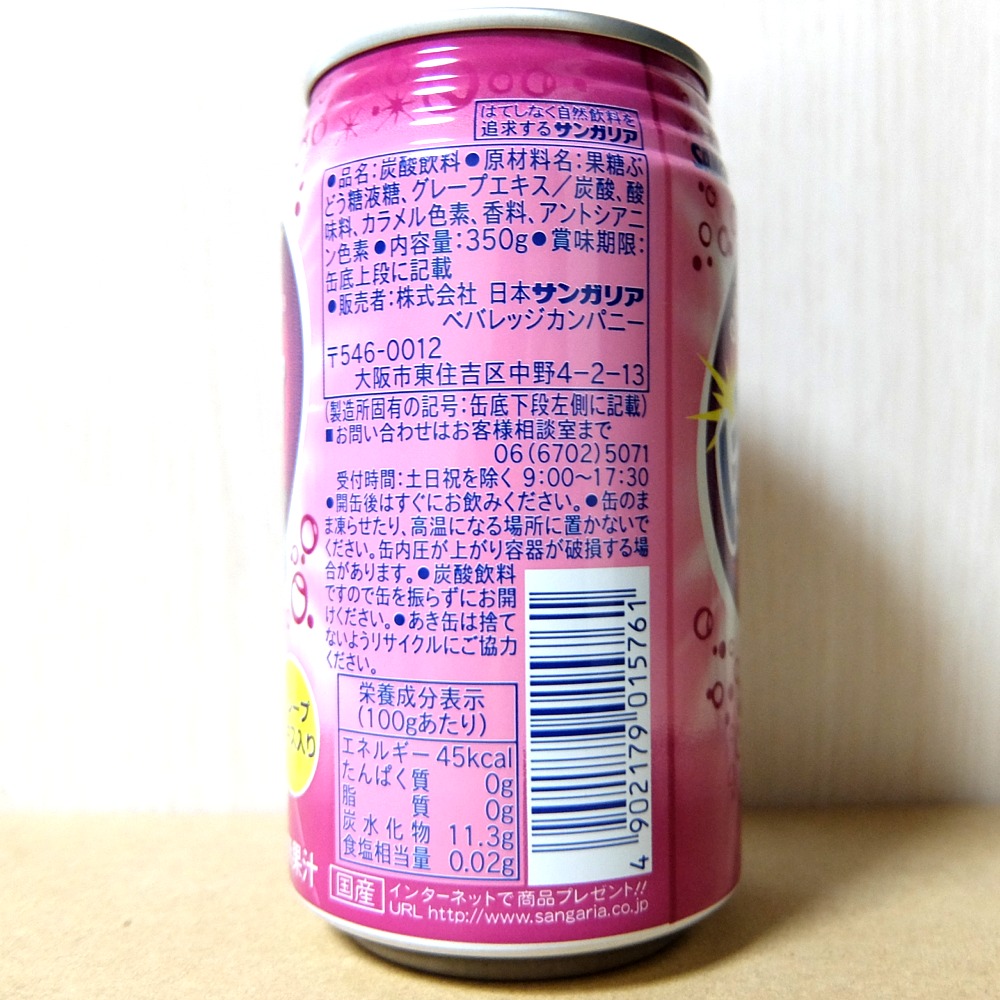 はてしなく自然飲料を
追求するサンガリア
●品名:炭酸飲料●原材料名:果糖ぶ
どう糖液糖、グレープエキス/炭酸、酸
味料、カラメル色素、香料、アントシアニ
ン色素●内容量:350g●賞味期限:
缶底上段に記載
●販売者:株式会社 日本サンガリア
ベバレッジカンパニー
〒546-0012
大阪市東住吉区中野4-2-13
(製造所固有の記号:缶底下段左側に記載)
■お問い合わせはお客様相談室まで
06(6702)5071
受付時間:土日祝を除く 9:00~17:30
●開缶後はすぐにお飲みください。●缶のま
ま凍らせたり、高温になる場所に置かないで
ください。缶内圧が上がり容器が破損する場
合があります。●炭酸飲料
ですので缶を振らずにお開
けください。●あき缶は捨て
ないようリサイクルにご協力
ください。
栄養成分表示
(100gあたり)
エネルギー 45kcal
たんぱく質 0g
脂質 0g
炭水化物 11.3g
食塩相当量 0.02g
4 902179 015761
ープ
入り
果汁
国産 インターネットで商品プレゼント!!
URL http://www.sangaria.co.jp